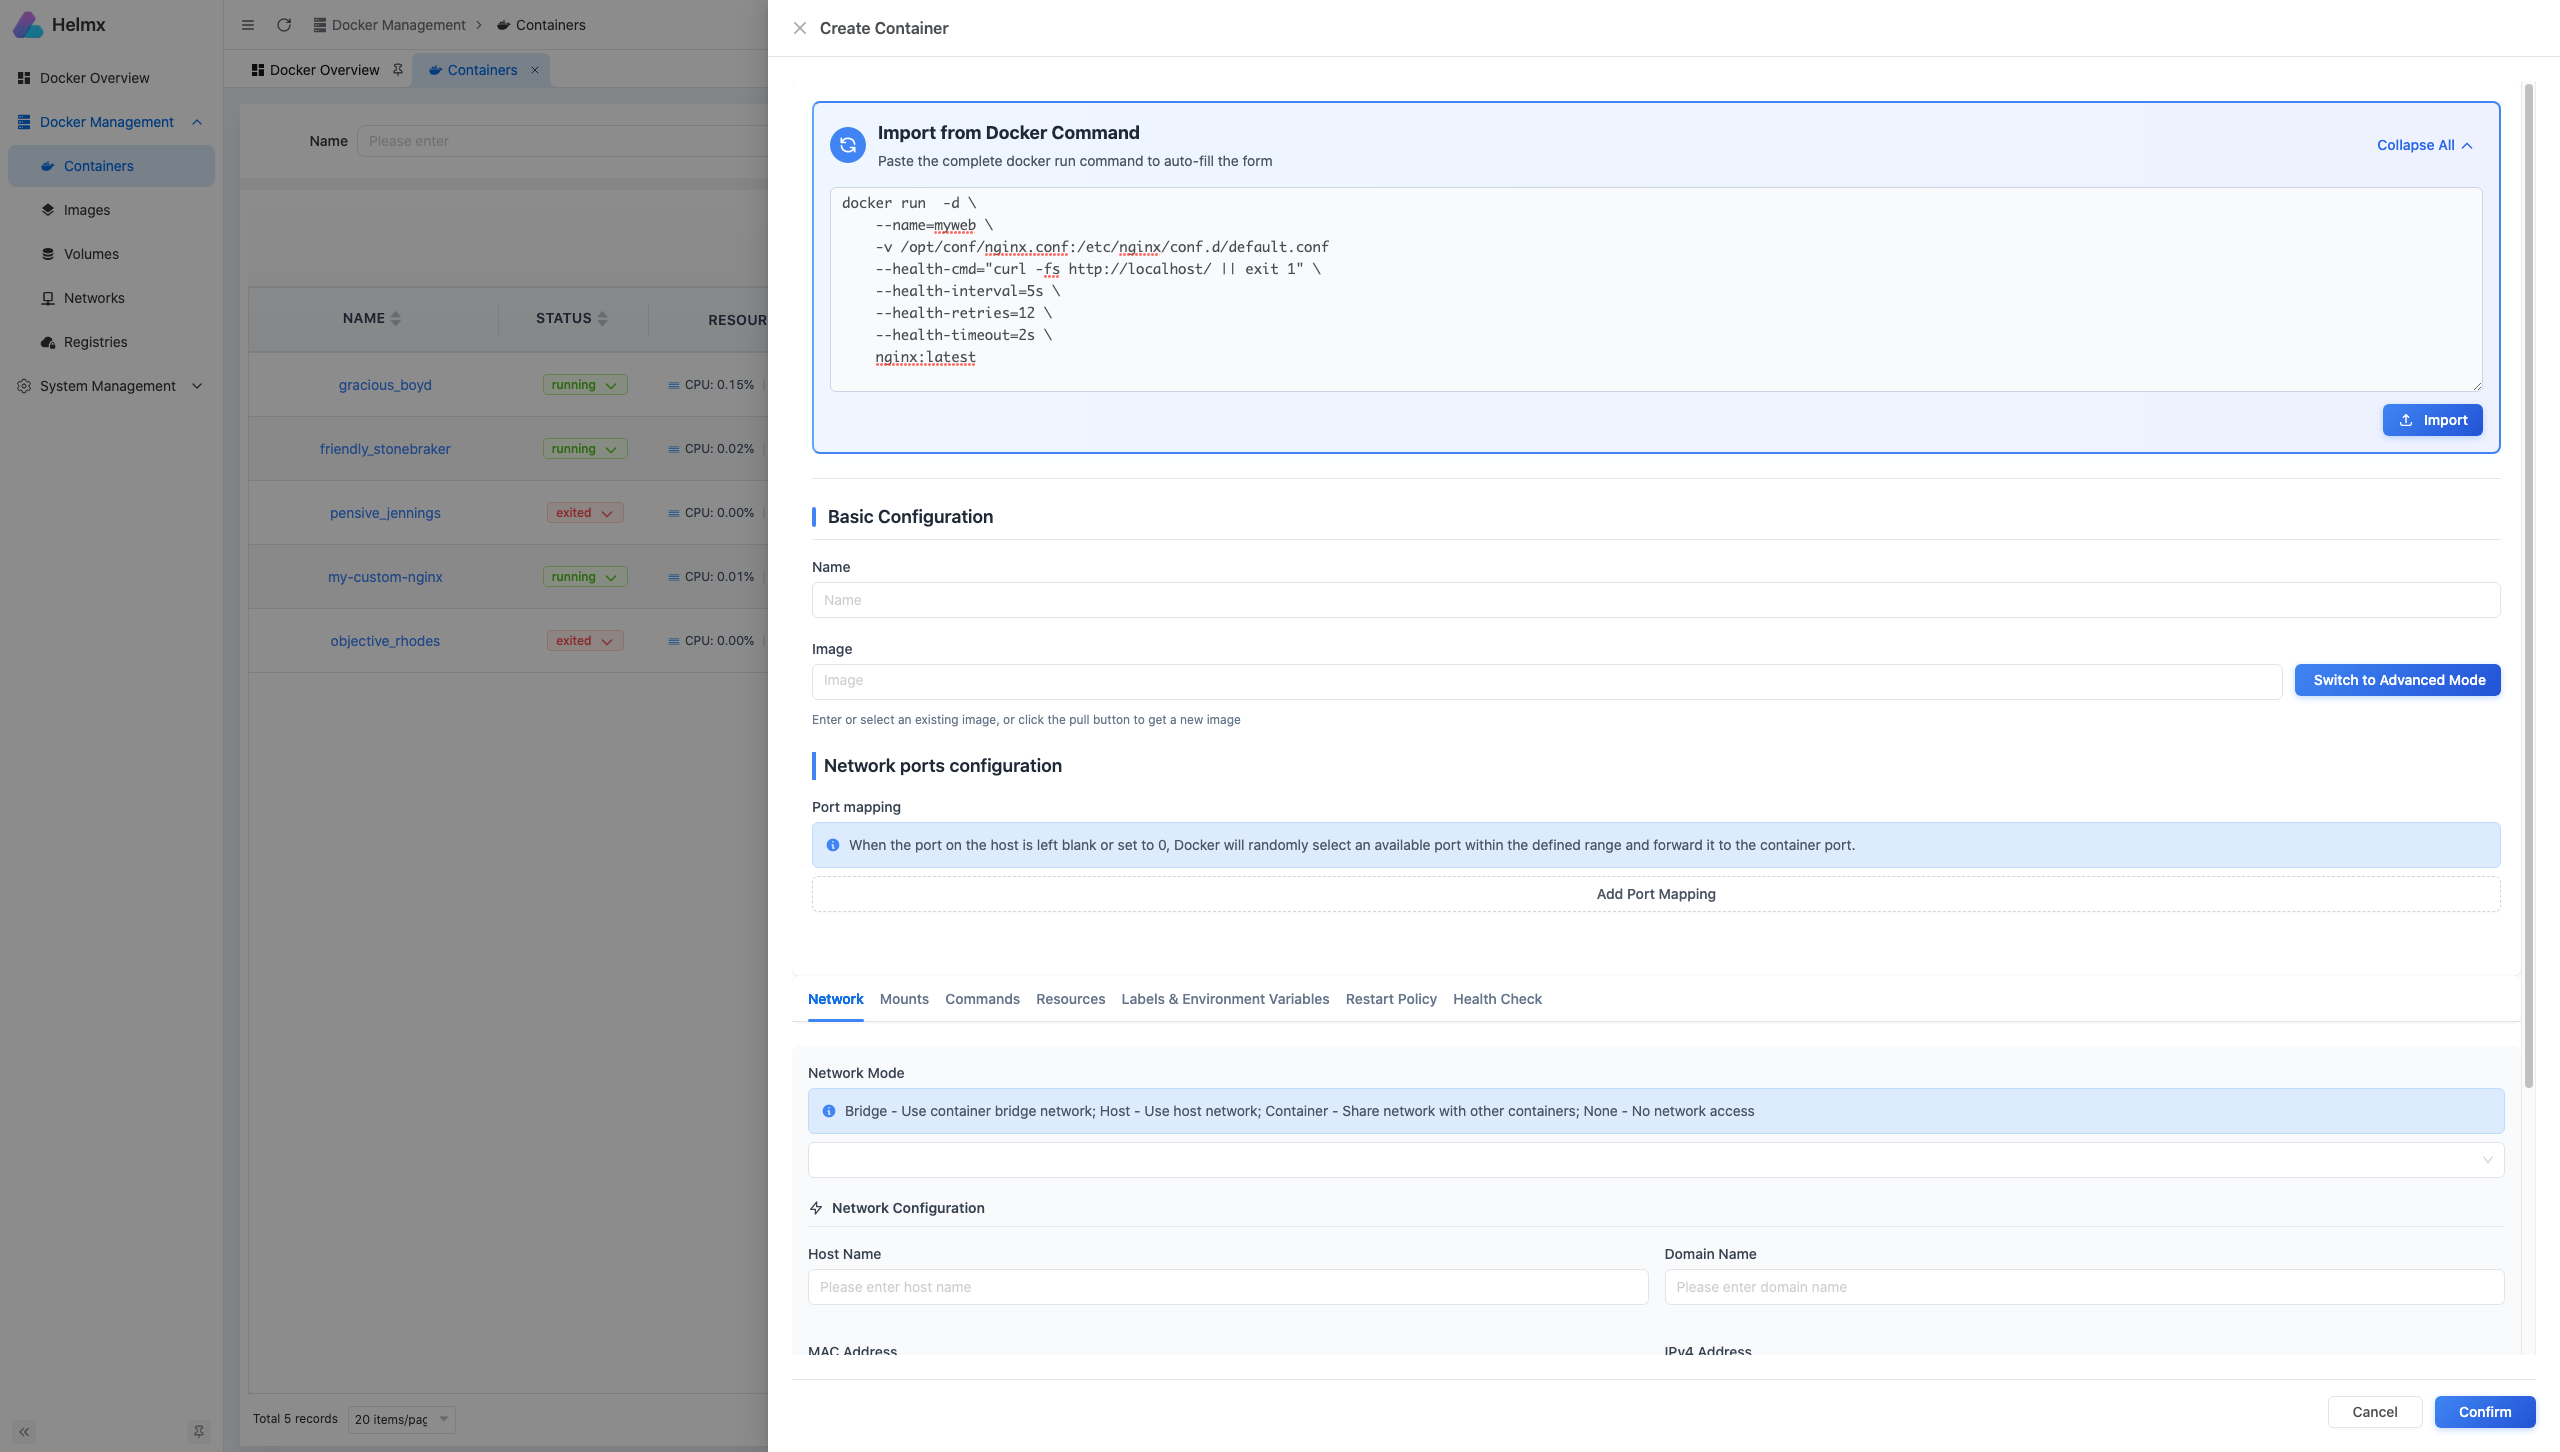 Helmx
Docker Overview
Docker Management
Containers
Images
Volumes
Networks
Registries
System Management
Docker Management
Containers
Docker Overview
Containers
Name
Please enter
NAME
STATUS
RESOUR
gracious_boyd
running
CPU: 0.15%
friendly_stonebraker
running
CPU: 0.02%
pensive_jennings
exited
CPU: 0.00%
my-custom-nginx
running
CPU: 0.01%
objective_rhodes
exited
CPU: 0.00%
Total 5 records
20 items/pag
Create Container
Import from Docker Command
Paste the complete docker run command to auto-fill the form
Collapse All
docker run  -d \
    --name=myweb \
    -v /opt/conf/nginx.conf:/etc/nginx/conf.d/default.conf
    --health-cmd="curl -fs http://localhost/ || exit 1" \
    --health-interval=5s \
    --health-retries=12 \
    --health-timeout=2s \
    nginx:latest
Import
Basic Configuration
Name
Name
Image
Image
Switch to Advanced Mode
Enter or select an existing image, or click the pull button to get a new image
Network ports configuration
Port mapping
When the port on the host is left blank or set to 0, Docker will randomly select an available port within the defined range and forward it to the container port.
Add Port Mapping
Network
Mounts
Commands
Resources
Labels & Environment Variables
Restart Policy
Health Check
Network Mode
Bridge - Use container bridge network; Host - Use host network; Container - Share network with other containers; None - No network access
Network Configuration
Host Name
Domain Name
Please enter host name
Please enter domain name
MAC Address
IPv4 Address
Cancel
Confirm